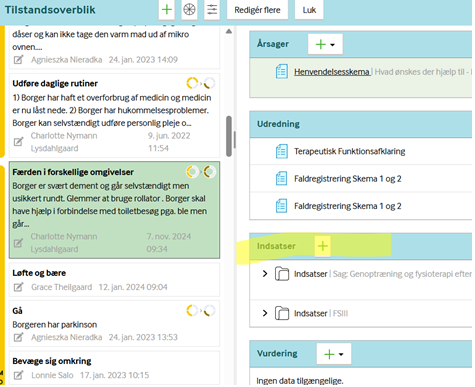 Tilstandsoverblik
Redigér flere
Luk
dåser og kan ikke tage den varm mad ud af mikro
ovnen....
Agnieszka Nieradka 24. jan. 2023 14:09
Udføre daglige rutiner
1) Borger har haft et overforbrug af medicin og medicin
er nu låst nede. 2) Borger har hukommelsesproblemer.
Borger kan selvstændigt udføre personlig pleje o...
Charlotte Nymann 9. jun. 2022
Lysdahlgaard 11:54
Færden i forskellige omgivelser
Borger er svært dement og går selvstændigt men
usikkert rundt. Glemmer at bruge rollator . Borger skal
have hjælp i forbindelse med toiletbesøg pga. ble men
går...
Charlotte Nymann 7. nov. 2024
Lysdahlgaard 09:34
Løfte og bære
Grace Theilgaard 12. jan. 2024 09:04
Gå
Borgeren har parkinson
Agnieszka Nieradka 24. jan. 2023 13:53
Bevæge sig omkring
Lonnie Salo 17. jan. 2023 10:15
Årsager
Henvendelsesskema | Hvad ønskes der hjælp til -
Udredning
Terapeutisk Funktionsafklaring
Faldregistrering Skema 1 og 2
Faldregistrering Skema 1 og 2
Indsatser
Indsatser | Sag: Genoptræning og fysioterapi efter
Indsatser | FSIII
Vurdering
Ingen data tilgængelige.